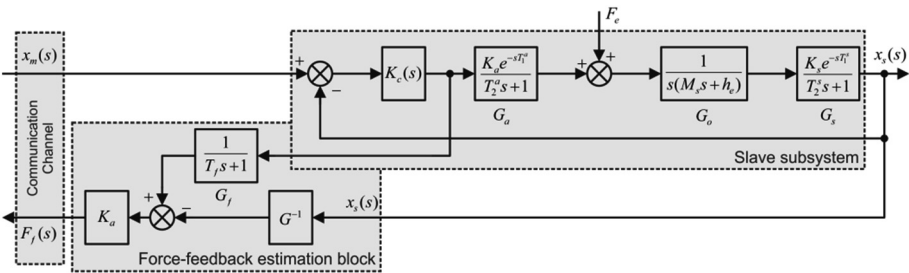 F_e
x_m(s)
x_s(s)
K_c(s)
K_a e^{-sT_1^a}
T_2^a s+1
1
s(M_s s+h_e)
K_s e^{-sT_1^s}
T_2^s s+1
G_a
G_o
G_s
+
−
+
+
Slave subsystem
Communication
Channel
1
T_f s+1
G_f
+
−
K_a
G^{-1}
x_s(s)
F_f(s)
Force-feedback estimation block